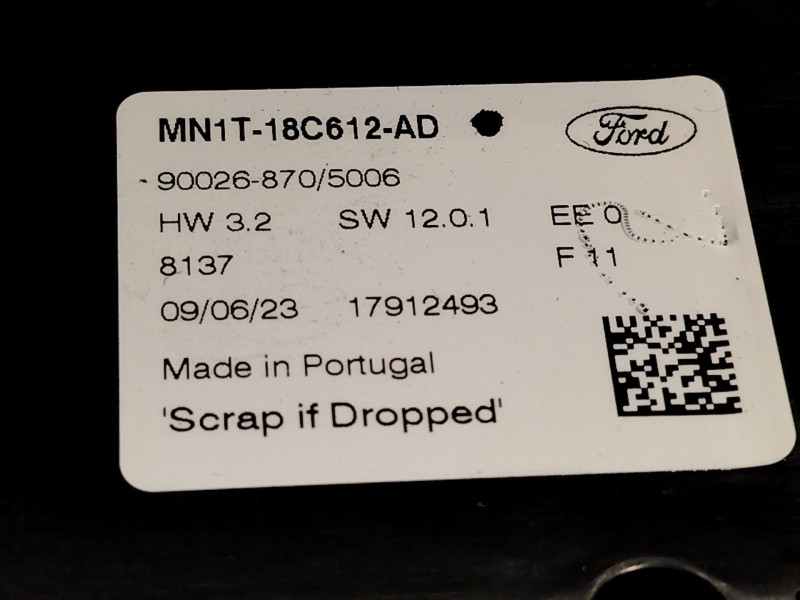 MN1T-18C612-AD
Ford
90026-870/5006
HW 3.2 SW 12.0.1 EE 0
8137 F 11
09/06/23 17912493
Made in Portugal
'Scrap if Dropped'